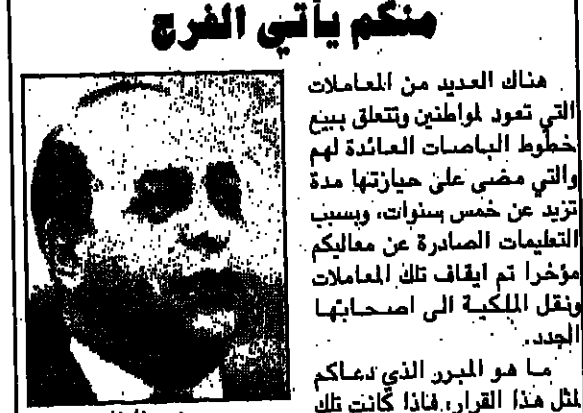 منكم يأتي الفرج
هناك العديد من المعاملات
التي تعود لمواطنين وتتعلق ببيع
خطوط الباصات العائدة لهم
والتي مضى على حيازتها مدة
تزيد عن خمس سنوات، وبسبب
التعليمات الصادرة عن معاليكم
مؤخرا تم ايقاف تلك المعاملات
ونقل الملكية الى اصحابها
الجدد.
ما هو المبرر الذي دعاكم
لمثل هذا القرار، فاذا كانت تلك